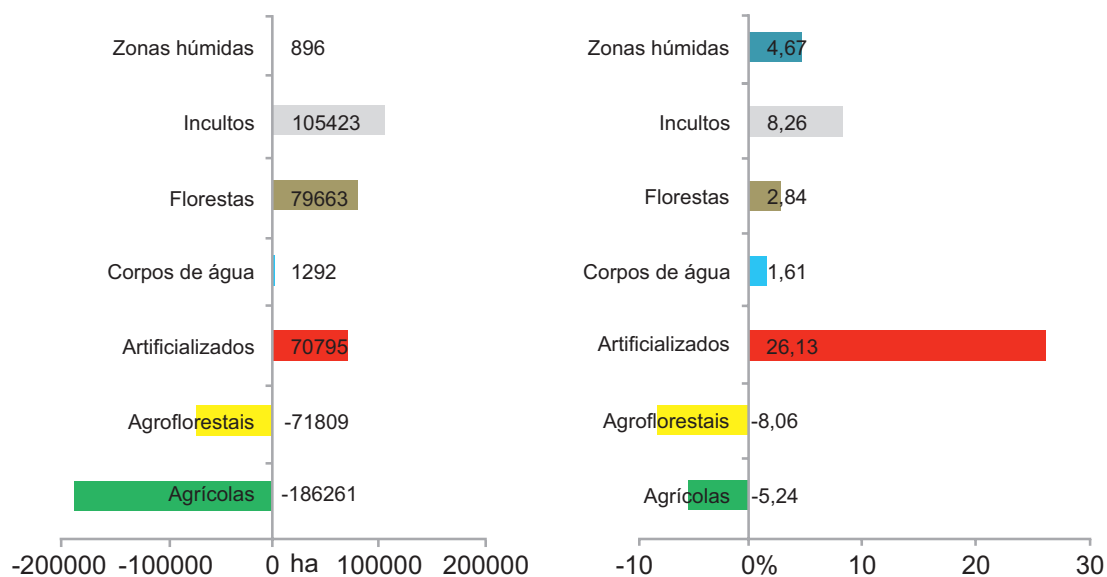 Zonas húmidas 896
Incultos 105423
Florestas 79663
Corpos de água 1292
Artificializados 70795
Agroflorestais -71809
Agrícolas -186261
-200000 -100000 0 ha 100000 200000
Zonas húmidas 4,67
Incultos 8,26
Florestas 2,84
Corpos de água 1,61
Artificializados 26,13
Agroflorestais -8,06
Agrícolas -5,24
-10 0% 10 20 30